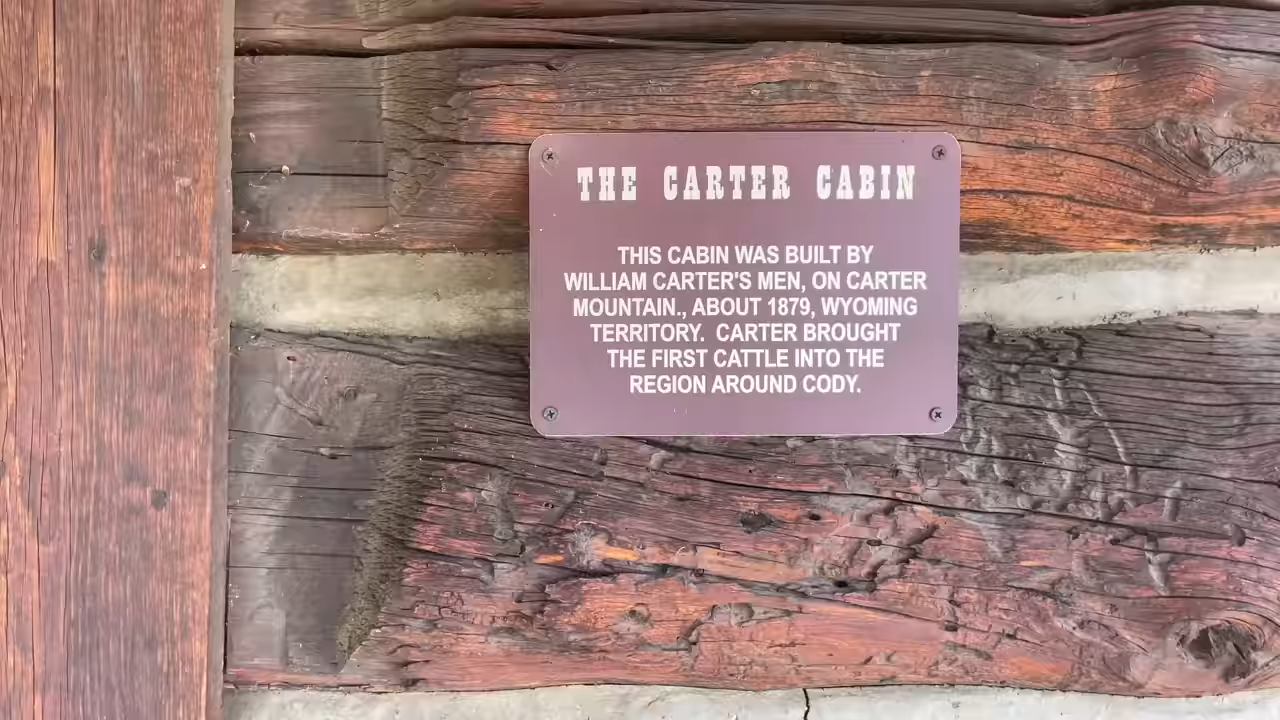 THE CARTER CABIN
THIS CABIN WAS BUILT BY
WILLIAM CARTER'S MEN, ON CARTER
MOUNTAIN., ABOUT 1879, WYOMING
TERRITORY.  CARTER BROUGHT
THE FIRST CATTLE INTO THE
REGION AROUND CODY.